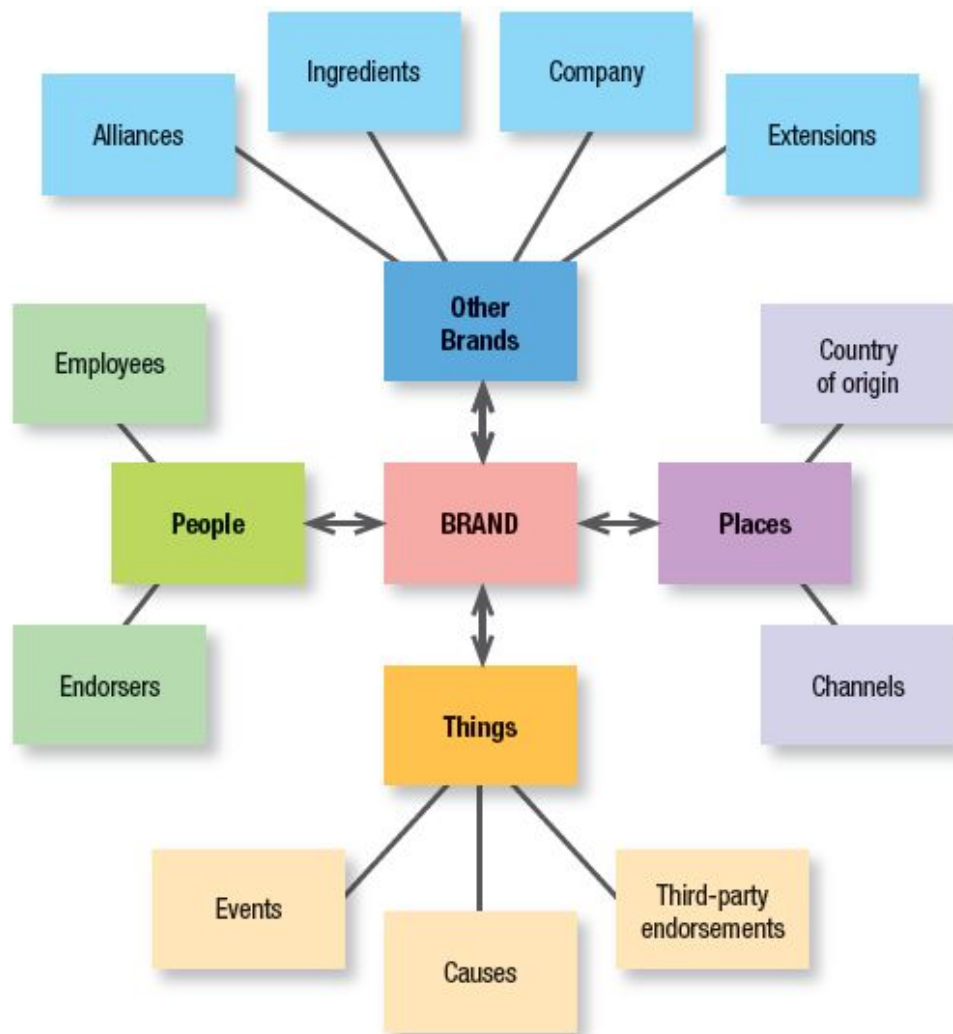 Ingredients
Company
Alliances
Extensions
Other
Brands
Employees
Country
of origin
People
BRAND
Places
Endorsers
Channels
Things
Events
Third-party
endorsements
Causes